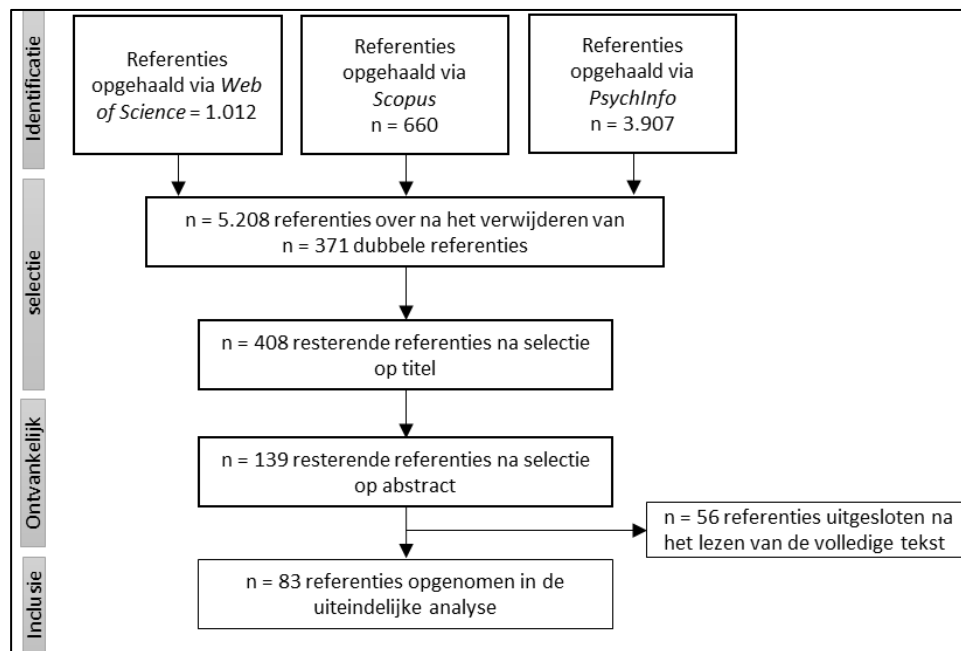 Identificatie
Referenties
opgehaald via Web
of Science = 1.012
Referenties
opgehaald via
Scopus
n = 660
Referenties
opgehaald via
PsychInfo
n = 3.907
selectie
n = 5.208 referenties over na het verwijderen van
n = 371 dubbele referenties
n = 408 resterende referenties na selectie
op titel
Ontvankelijk
n = 139 resterende referenties na selectie
op abstract
n = 56 referenties uitgesloten na
het lezen van de volledige tekst
Inclusie
n = 83 referenties opgenomen in de
uiteindelijke analyse